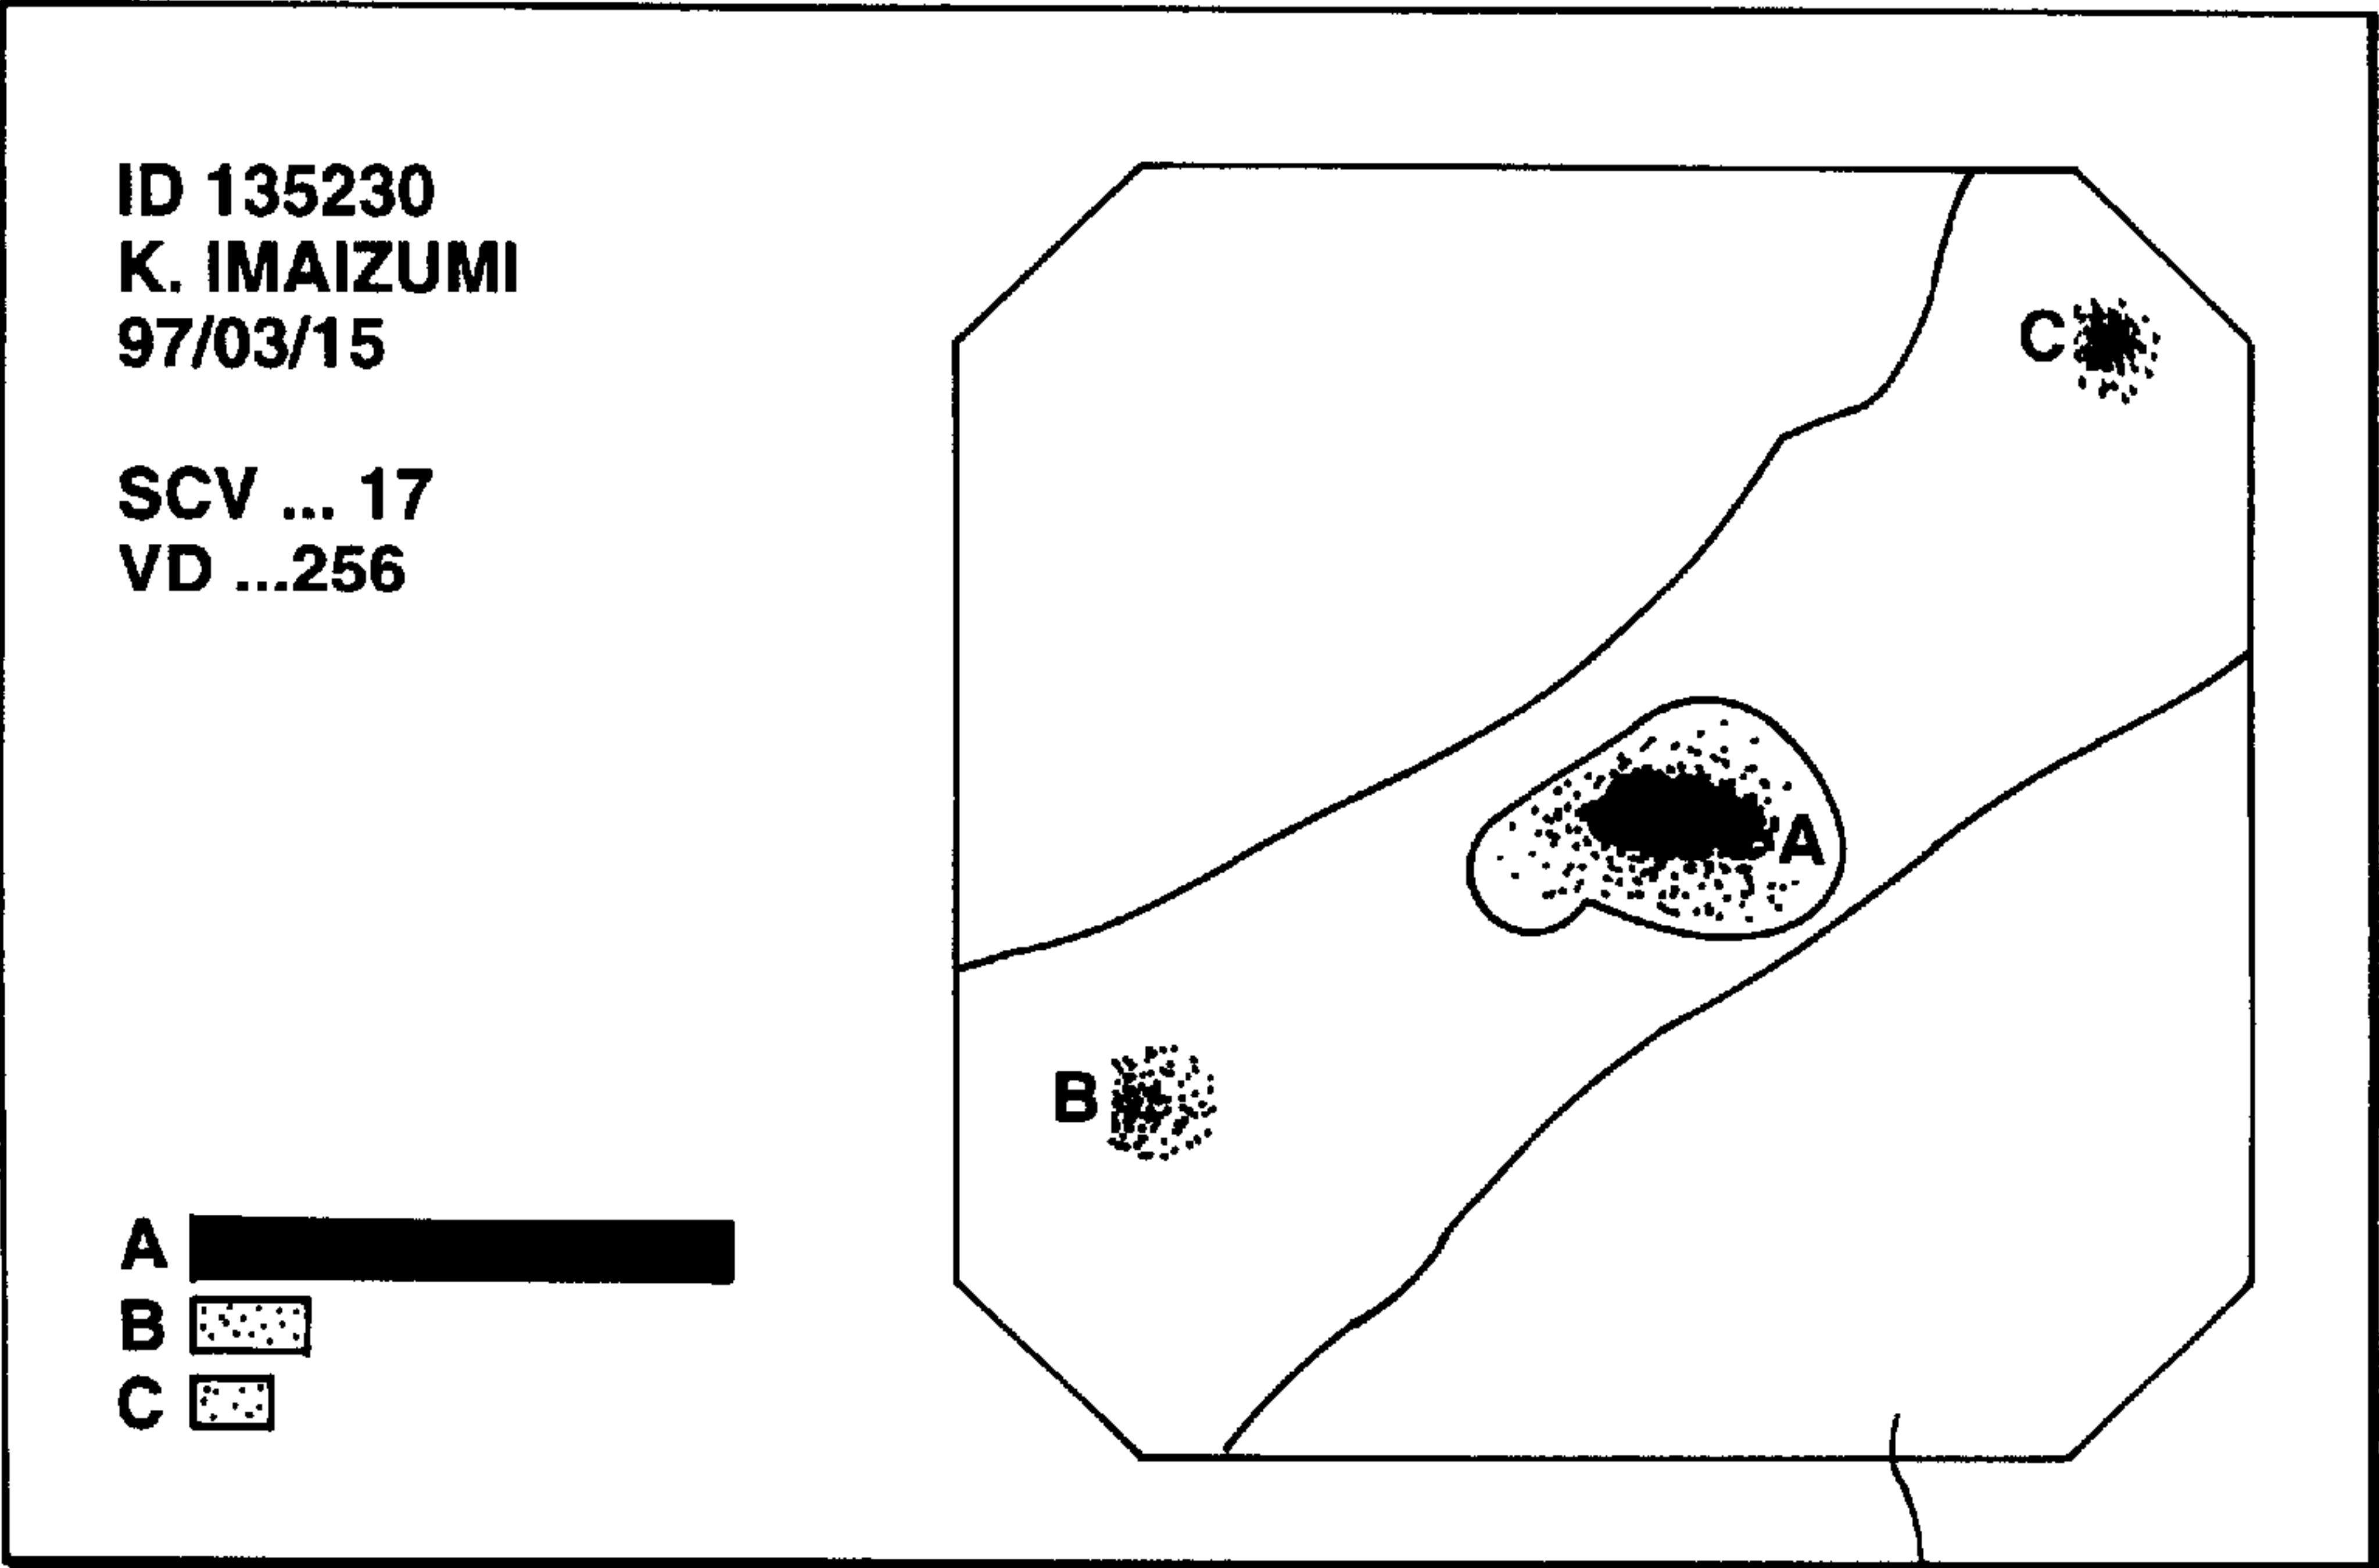 ID 135230
K. IMAIZUMI
97/03/15
SCV ... 17
VD ...256
C
A
B
A
B
C